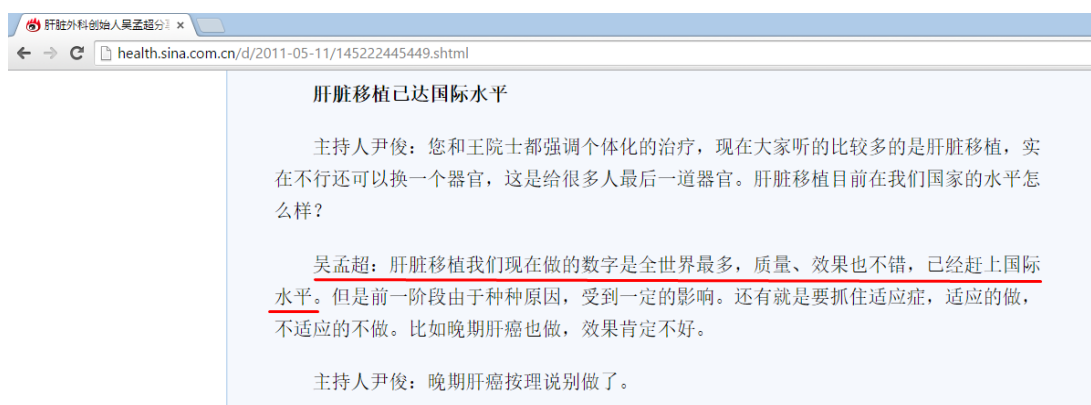 肝脏外科创始人吴孟超分
health.sina.com.cn/d/2011-05-11/145222445449.shtml
肝脏移植已达国际水平
主持人尹俊：您和王院士都强调个体化的治疗，现在大家听的比较多的是肝脏移植，实
在不行还可以换一个器官，这是给很多人最后一道器官。肝脏移植目前在我们国家的水平怎
么样？
吴孟超：肝脏移植我们现在做的数字是全世界最多，质量、效果也不错，已经赶上国际
水平。但是前一阶段由于种种原因，受到一定的影响。还有就是要抓住适应症，适应的做，
不适应的不做。比如晚期肝癌也做，效果肯定不好。
主持人尹俊：晚期肝癌按理说别做了。